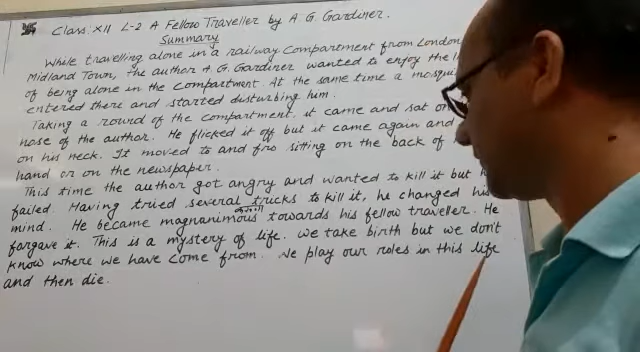 Class: XII L-2 A Fellow Traveller by A G. Gardiner.
Summary
While travelling alone in a railway compartment from London
Midland Town, the author A. G. Gardiner wanted to enjoy the
of being alone in the compartment. At the same time a mosqui
entered there and started disturbing him.
Taking a round of the compartment, it came and sat on
nose of the author. He flicked it off but it came again and
on his neck. It moved to and fro sitting on the back of
hand or on the newspaper.
This time the author got angry and wanted to kill it but
failed. Having tried several tricks to kill it, he changed his
mind. He became magnanimous towards his fellow traveller. He
forgave it. This is a mystery of life. We take birth but we don't
know where we have come from. We play our roles in this life
and then die.